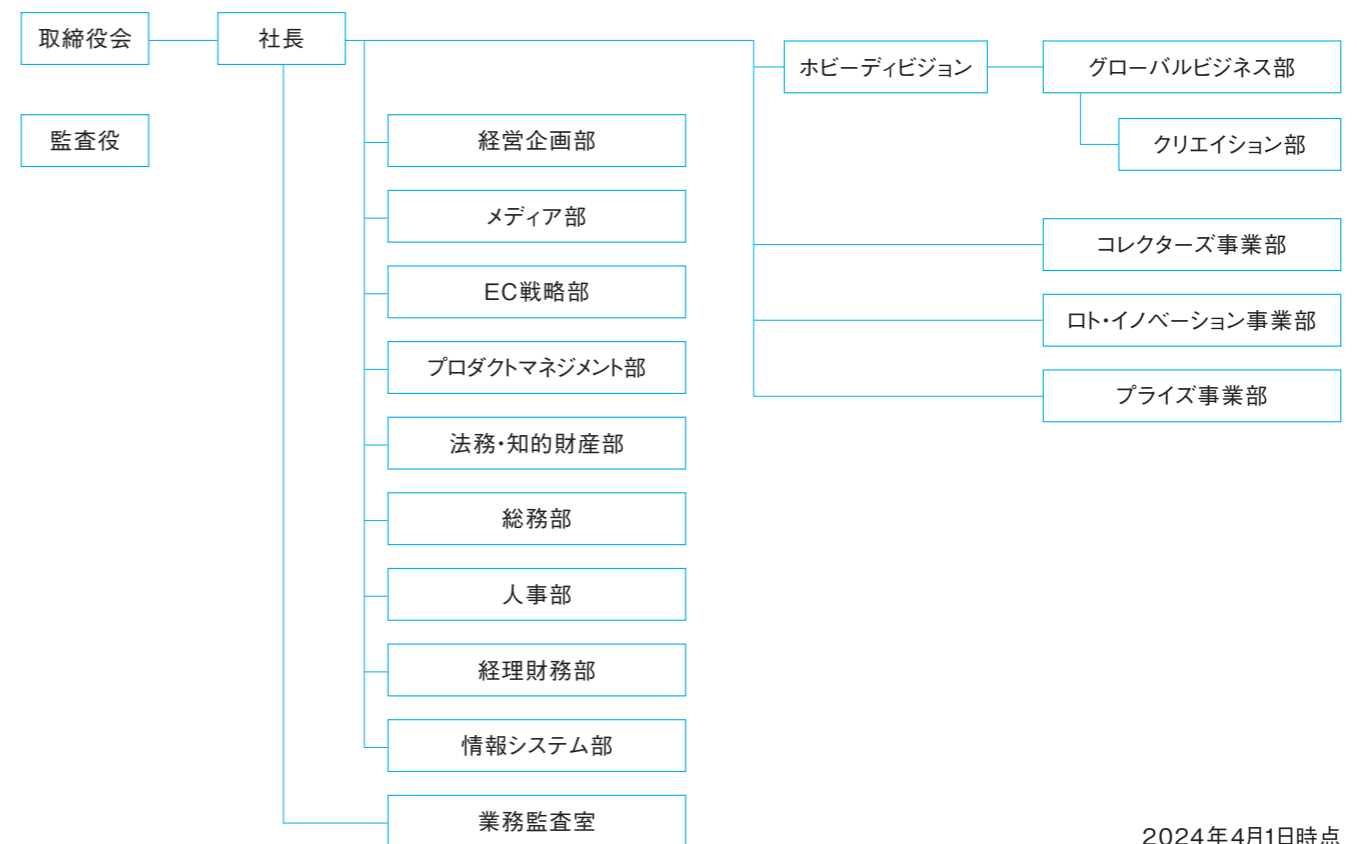 取締役会
社長
監査役
経営企画部
メディア部
EC戦略部
プロダクトマネジメント部
法務・知的財産部
総務部
人事部
経理財務部
情報システム部
業務監査室
ホビーディビジョン
グローバルビジネス部
クリエイション部
コレクターズ事業部
ロト・イノベーション事業部
プライズ事業部
2024年4月1日時点